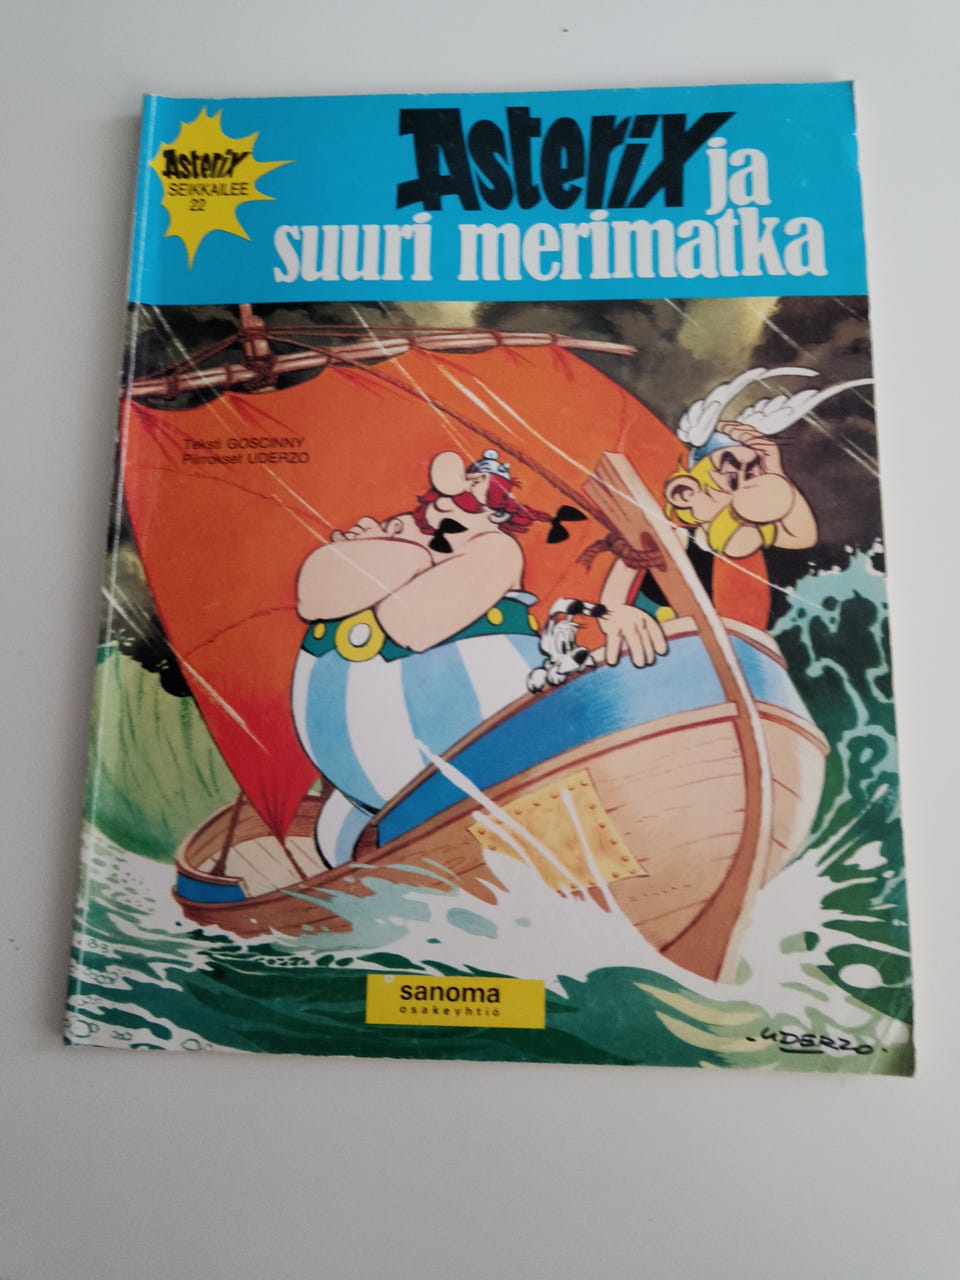 Asterix
SEIKKAILEE
22
Asterix ja
suuri merimatka
Teksti GOSCINNY
Piirrokset UDERZO
sanoma
osakeyhtiö
·UDERZO·